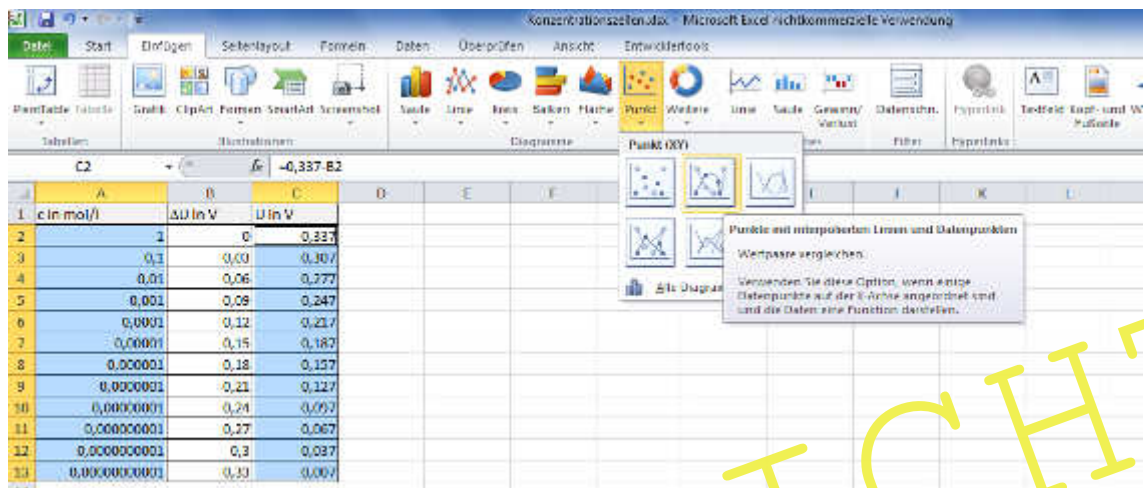 Konzentrationszellen.xlsx - Microsoft Excel nichtkommerzielle Verwendung
Datei Start Einfügen Seitenlayout Formeln Daten Überprüfen Ansicht Entwicklertools
PivotTable Tabelle Grafik ClipArt Formen SmartArt Screenshot Säule Linie Kreis Balken Fläche Punkt Weitere Linie Säule Gewinn/ Datenschn. Hyperlink Textfeld Kopf- und
Verlust Fußzeile
Tabellen Illustrationen Diagramme Filter Hyperlinks
Punkt (XY)
C2 fx =0,337-B2
A B C D E F I J K L
1 c in mol/l ΔU in V U in V
2 1 0 0,337
3 0,1 0,03 0,307
4 0,01 0,06 0,277
5 0,001 0,09 0,247
6 0,0001 0,12 0,217
7 0,00001 0,15 0,187
8 0,000001 0,18 0,157
9 0,0000001 0,21 0,127
10 0,00000001 0,24 0,097
11 0,000000001 0,27 0,067
12 0,0000000001 0,3 0,037
13 0,00000000001 0,33 0,007
Alle Diagram
Punkte mit interpolierten Linien und Datenpunkten
Wertpaare vergleichen.
Verwenden Sie diese Option, wenn einige
Datenpunkte auf der X-Achse angeordnet sind
und die Daten eine Funktion darstellen.
ICHT